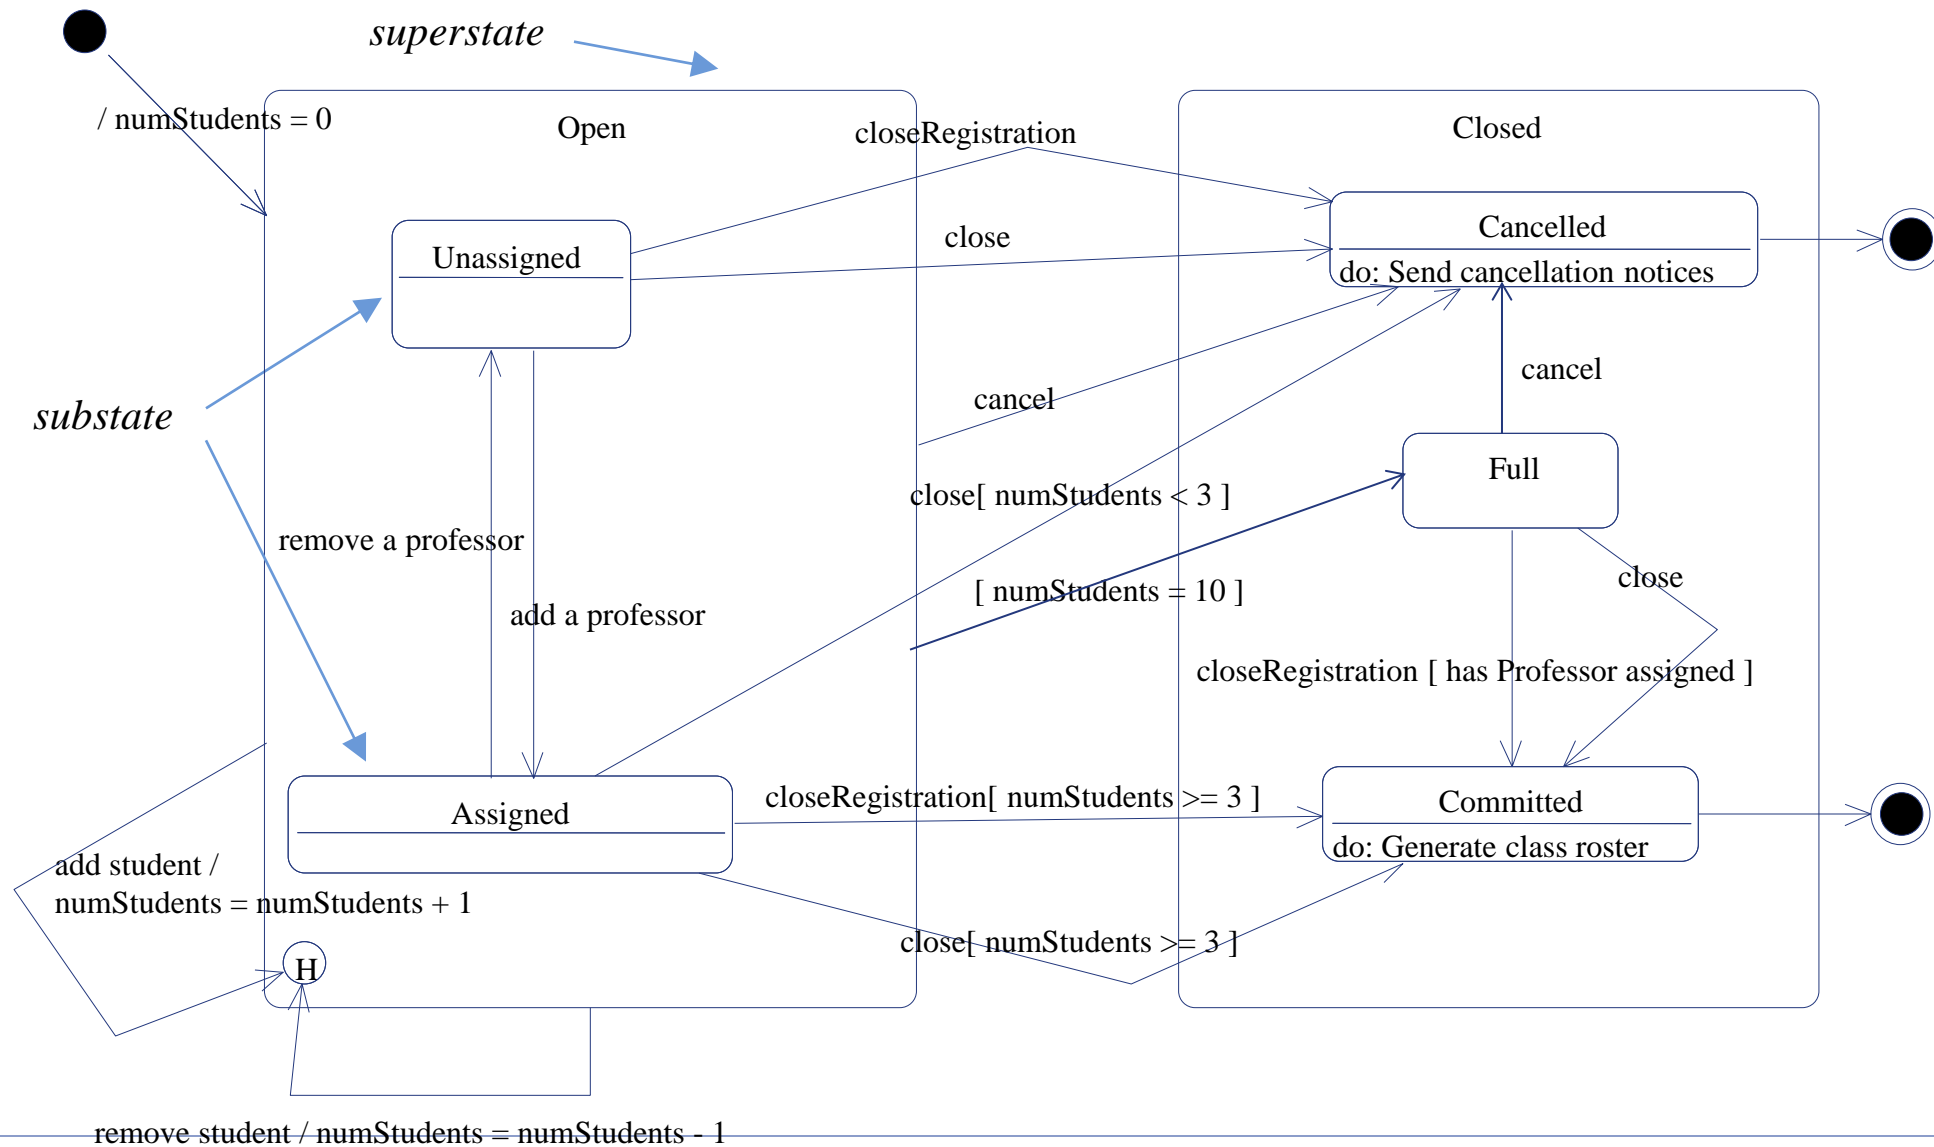 superstate
/ numStudents = 0
Open
closeRegistration
Closed
Unassigned
close
Cancelled
do: Send cancellation notices
cancel
cancel
substate
Full
close[ numStudents < 3 ]
remove a professor
[ numStudents = 10 ]
close
add a professor
closeRegistration [ has Professor assigned ]
Assigned
closeRegistration[ numStudents >= 3 ]
Committed
do: Generate class roster
add student /
numStudents = numStudents + 1
close[ numStudents >= 3 ]
H
remove student / numStudents = numStudents - 1